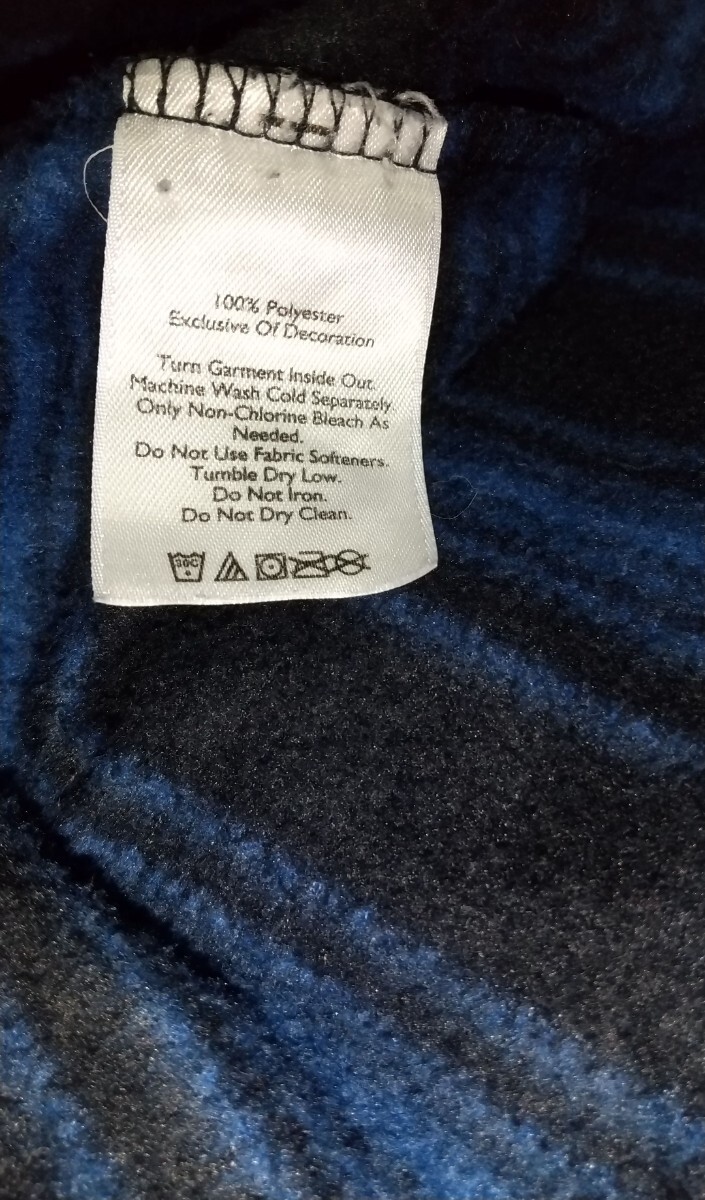 100% Polyester
Exclusive Of Decoration
Turn Garment Inside Out.
Machine Wash Cold Separately.
Only Non-Chlorine Bleach As
Needed.
Do Not Use Fabric Softeners.
Tumble Dry Low.
Do Not Iron.
Do Not Dry Clean.
30C